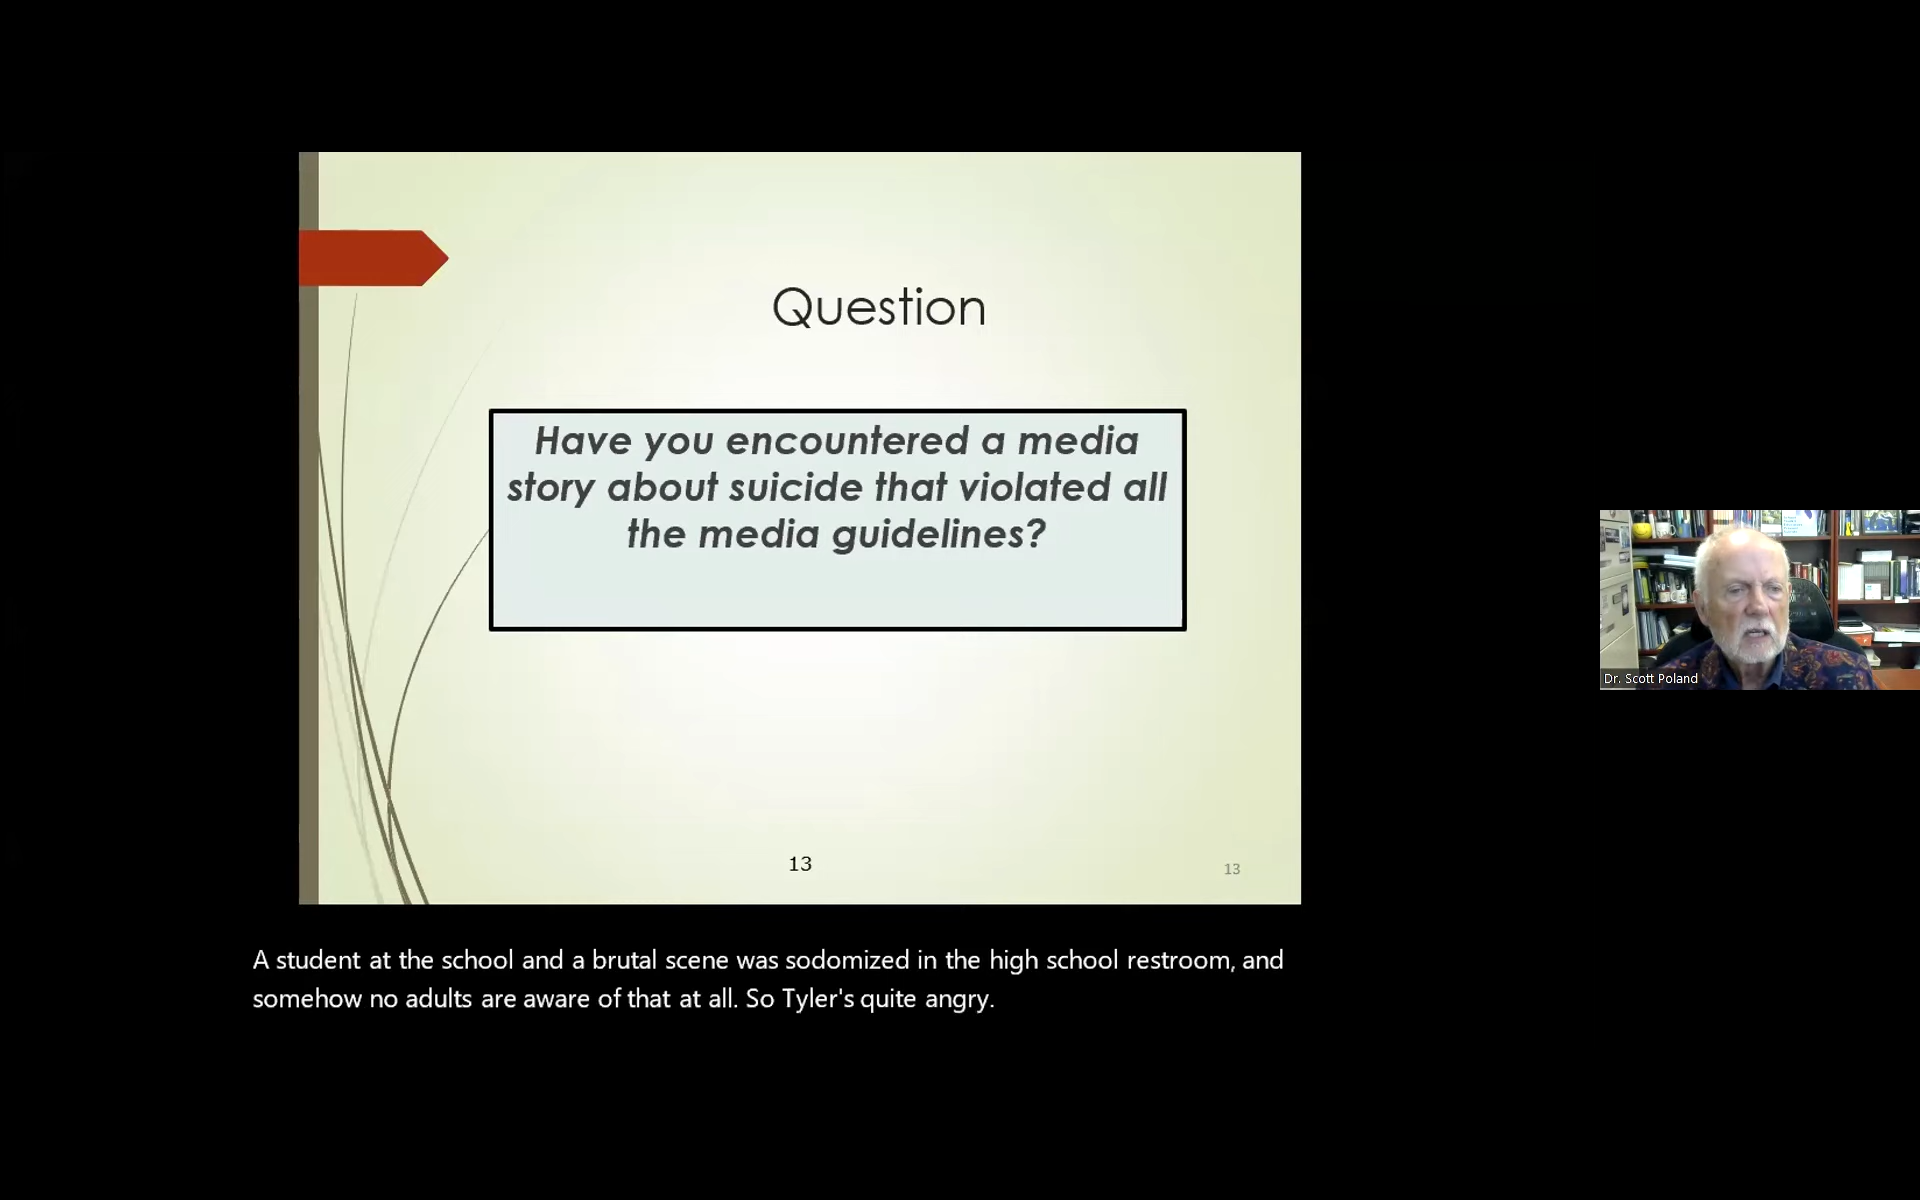 Question
Have you encountered a media
story about suicide that violated all
the media guidelines?
13
13
Dr. Scott Poland
A student at the school and a brutal scene was sodomized in the high school restroom, and
somehow no adults are aware of that at all. So Tyler's quite angry.